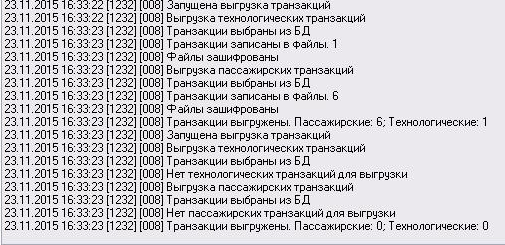 23.11.2015 16:33:22 [1232] [008] Запущена выгрузка транзакций
23.11.2015 16:33:22 [1232] [008] Выгрузка технологических транзакций
23.11.2015 16:33:23 [1232] [008] Транзакции выбраны из БД
23.11.2015 16:33:23 [1232] [008] Транзакции записаны в файлы. 1
23.11.2015 16:33:23 [1232] [008] Файлы зашифрованы
23.11.2015 16:33:23 [1232] [008] Выгрузка пассажирских транзакций
23.11.2015 16:33:23 [1232] [008] Транзакции выбраны из БД
23.11.2015 16:33:23 [1232] [008] Транзакции записаны в файлы. 6
23.11.2015 16:33:23 [1232] [008] Файлы зашифрованы
23.11.2015 16:33:23 [1232] [008] Транзакции выгружены. Пассажирские: 6; Технологические: 1
23.11.2015 16:33:23 [1232] [008] Запущена выгрузка транзакций
23.11.2015 16:33:23 [1232] [008] Выгрузка технологических транзакций
23.11.2015 16:33:23 [1232] [008] Транзакции выбраны из БД
23.11.2015 16:33:23 [1232] [008] Нет технологических транзакций для выгрузки
23.11.2015 16:33:23 [1232] [008] Выгрузка пассажирских транзакций
23.11.2015 16:33:23 [1232] [008] Транзакции выбраны из БД
23.11.2015 16:33:23 [1232] [008] Нет пассажирских транзакций для выгрузки
23.11.2015 16:33:23 [1232] [008] Транзакции выгружены. Пассажирские: 0; Технологические: 0